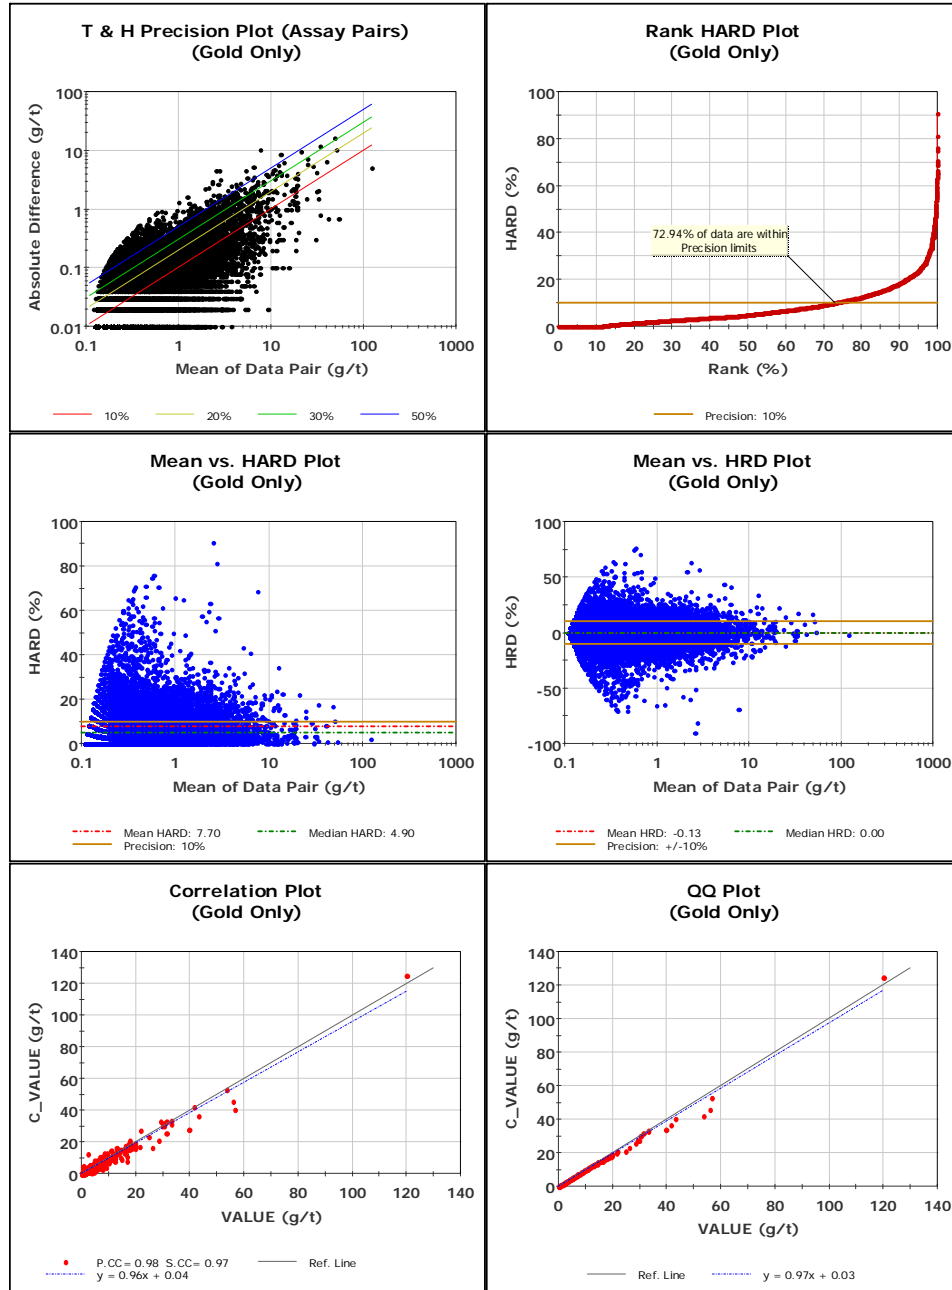 T & H Precision Plot (Assay Pairs)
(Gold Only)
Absolute Difference (g/t)
100
10
1
0.1
0.01
0.1
1
10
100
1000
Mean of Data Pair (g/t)
10%
20%
30%
50%
Rank HARD Plot
(Gold Only)
HARD (%)
100
80
60
40
20
0
72.94% of data are within
Precision limits
0
10
20
30
40
50
60
70
80
90
100
Rank (%)
Precision: 10%
Mean vs. HARD Plot
(Gold Only)
HARD (%)
100
80
60
40
20
0
0.1
1
10
100
1000
Mean of Data Pair (g/t)
Mean HARD: 7.70
Median HARD: 4.90
Precision: 10%
Mean vs. HRD Plot
(Gold Only)
HRD (%)
100
50
0
-50
-100
0.1
1
10
100
1000
Mean of Data Pair (g/t)
Mean HRD: -0.13
Median HRD: 0.00
Precision: +/-10%
Correlation Plot
(Gold Only)
C_VALUE (g/t)
140
120
100
80
60
40
20
0
0
20
40
60
80
100
120
140
VALUE (g/t)
P.CC= 0.98 S.CC= 0.97
Ref. Line
y = 0.96x + 0.04
QQ Plot
(Gold Only)
C_VALUE (g/t)
140
120
100
80
60
40
20
0
0
20
40
60
80
100
120
140
VALUE (g/t)
Ref. Line
y = 0.97x + 0.03